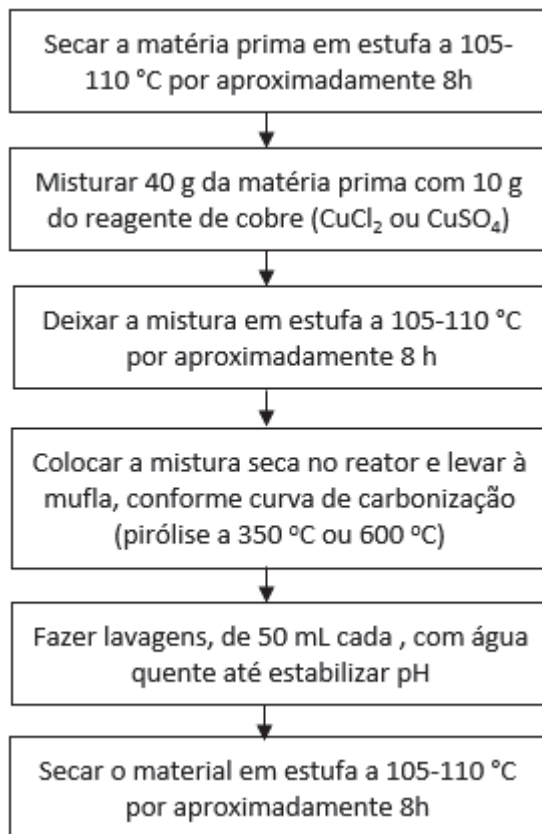 Secar a matéria prima em estufa a 105-
110 °C por aproximadamente 8h
Misturar 40 g da matéria prima com 10 g
do reagente de cobre (CuCl₂ ou CuSO₄)
Deixar a mistura em estufa a 105-110 °C
por aproximadamente 8 h
Colocar a mistura seca no reator e levar à
mufla, conforme curva de carbonização
(pirólise a 350 ºC ou 600 ºC)
Fazer lavagens, de 50 mL cada , com água
quente até estabilizar pH
Secar o material em estufa a 105-110 °C
por aproximadamente 8h